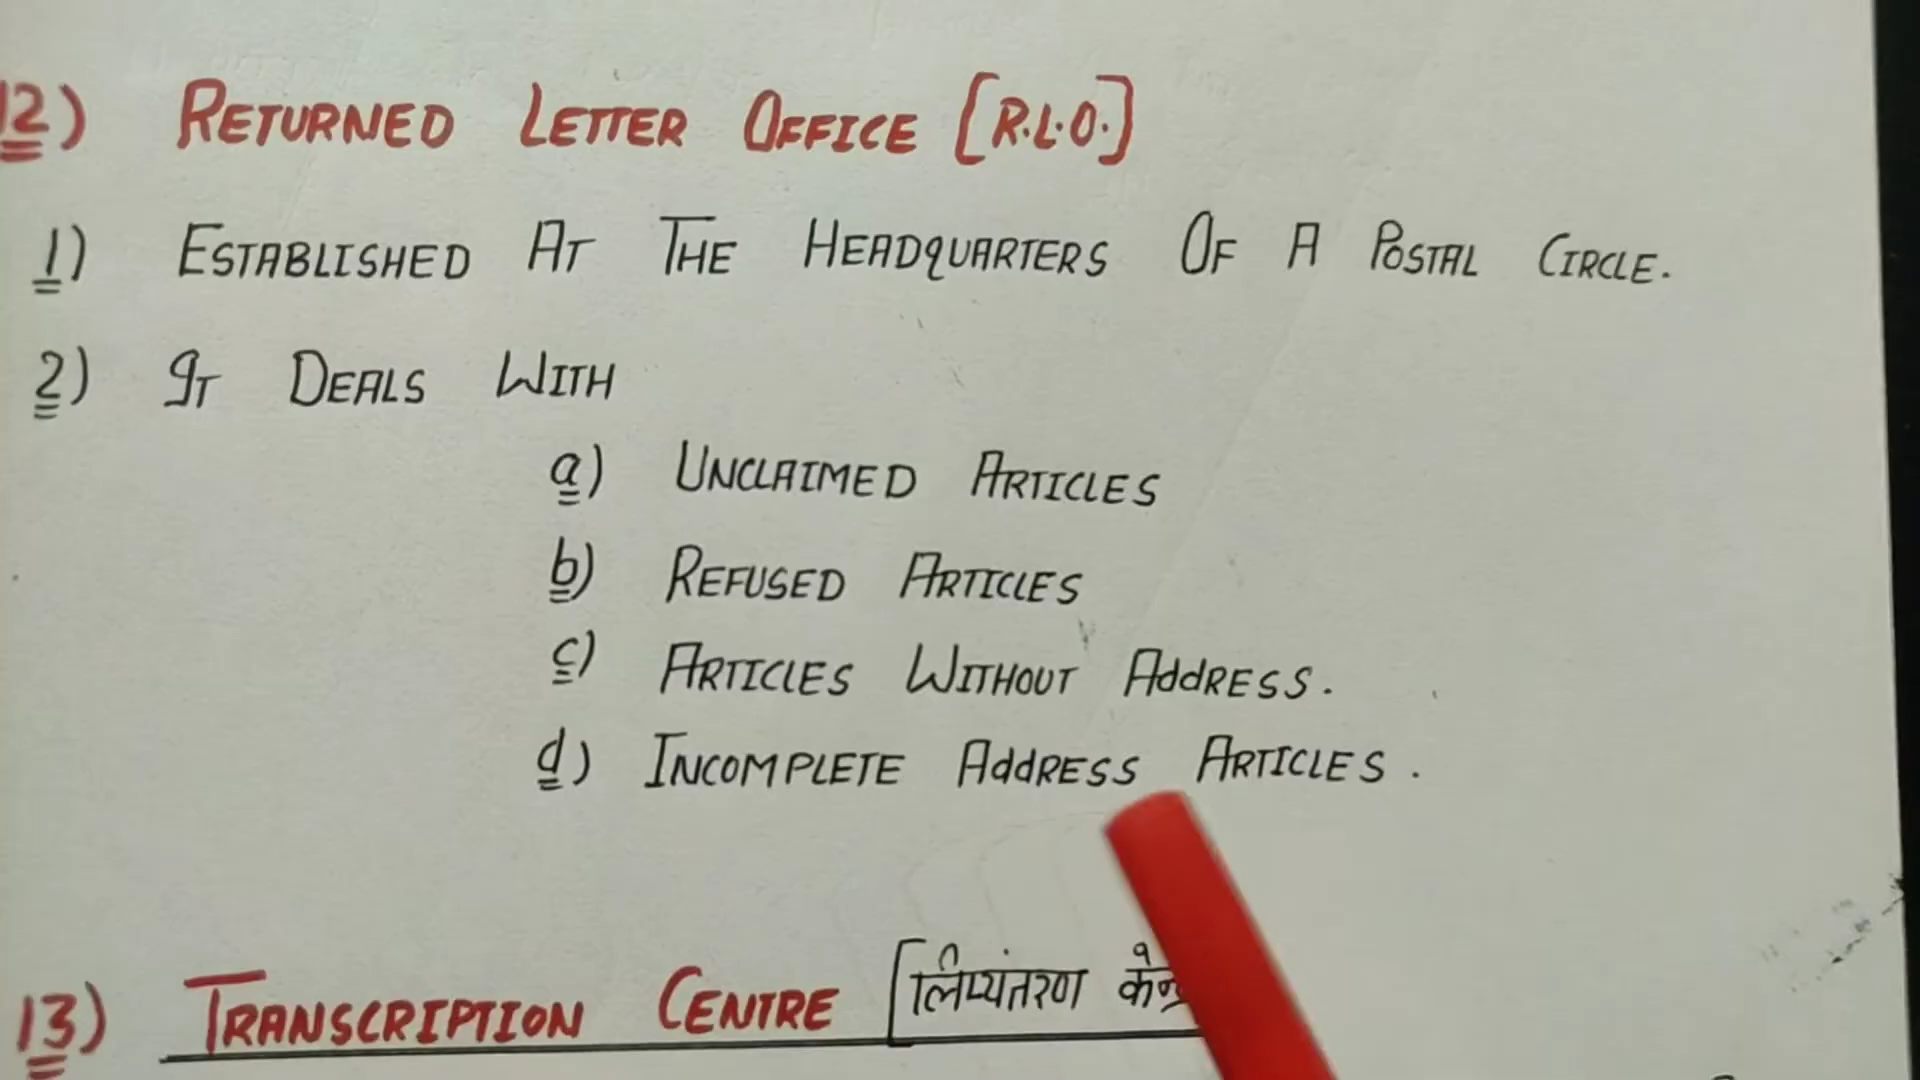 12) RETURNED LETTER OFFICE [R.L.O.]
1) ESTABLISHED AT THE HEADQUARTERS OF A POSTAL CIRCLE.
2) IT DEALS WITH
a) UNCLAIMED ARTICLES
b) REFUSED ARTICLES
c) ARTICLES WITHOUT AddRESS.
d) INCOMPLETE AddRESS ARTICLES.
13) TRANSCRIPTION CENTRE [लिप्यंतरण